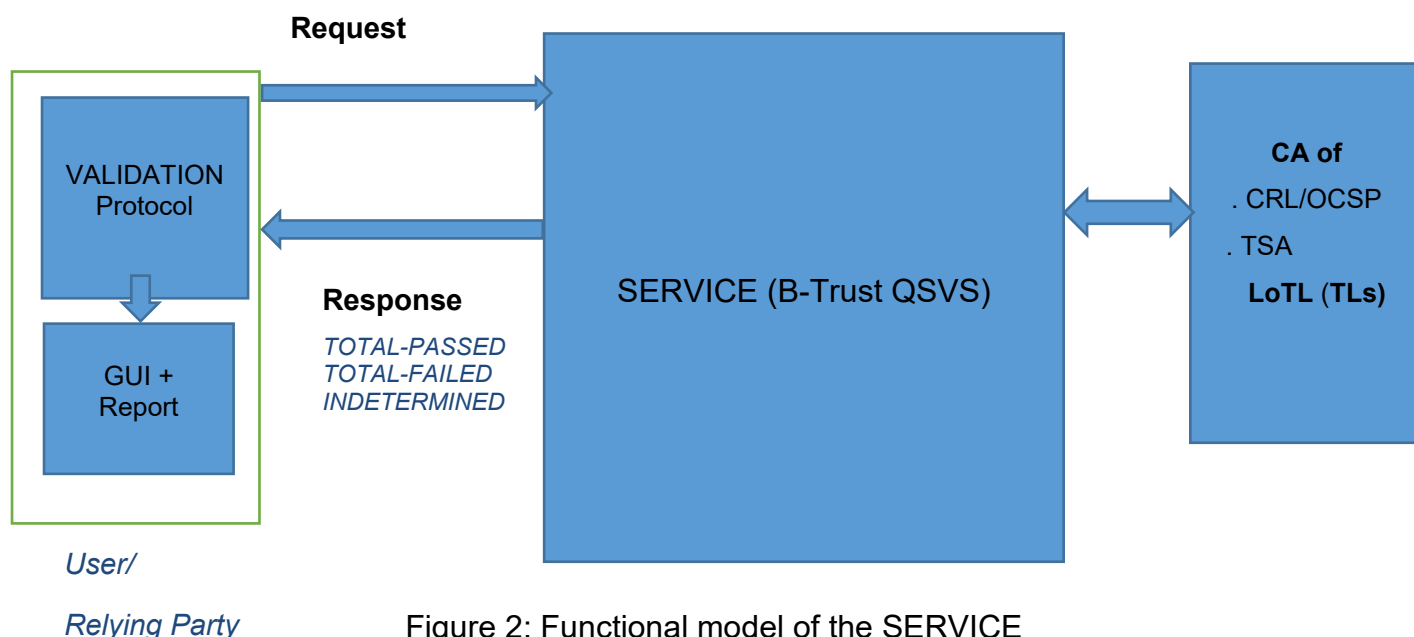 Request
VALIDATION
Protocol
GUI +
Report
User/
Relying Party
Response
TOTAL-PASSED
TOTAL-FAILED
INDETERMINED
SERVICE (B-Trust QSVS)
CA of
. CRL/OCSP
. TSA
LoTL (TLs)
Figure 2: Functional model of the SERVICE